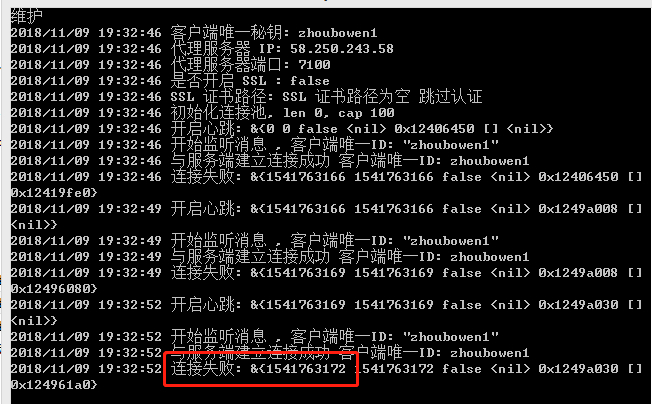 维护
2018/11/09 19:32:46 客户端唯一秘钥: zhoubowen1
2018/11/09 19:32:46 代理服务器 IP: 58.250.243.58
2018/11/09 19:32:46 代理服务器端口: 7100
2018/11/09 19:32:46 是否开启 SSL : false
2018/11/09 19:32:46 SSL 证书路径: SSL 证书路径为空 跳过认证
2018/11/09 19:32:46 初始化连接池, len 0, cap 100
2018/11/09 19:32:46 开启心跳: &{0 0 false <nil> 0x12406450 [] <nil>}
2018/11/09 19:32:46 开始监听消息 , 客户端唯一ID: "zhoubowen1"
2018/11/09 19:32:46 与服务端建立连接成功 客户端唯一ID: zhoubowen1
2018/11/09 19:32:46 连接失败: &{1541763166 1541763166 false <nil> 0x12406450 []
0x12419fe0}
2018/11/09 19:32:49 开启心跳: &{1541763166 1541763166 false <nil> 0x1249a008 []
<nil>}
2018/11/09 19:32:49 开始监听消息 , 客户端唯一ID: "zhoubowen1"
2018/11/09 19:32:49 与服务端建立连接成功 客户端唯一ID: zhoubowen1
2018/11/09 19:32:49 连接失败: &{1541763169 1541763169 false <nil> 0x1249a008 []
0x12496080}
2018/11/09 19:32:52 开启心跳: &{1541763169 1541763169 false <nil> 0x1249a030 []
<nil>}
2018/11/09 19:32:52 开始监听消息 , 客户端唯一ID: "zhoubowen1"
2018/11/09 19:32:52 与服务端建立连接成功 客户端唯一ID: zhoubowen1
2018/11/09 19:32:52 连接失败: &{1541763172 1541763172 false <nil> 0x1249a030 []
0x124961a0}